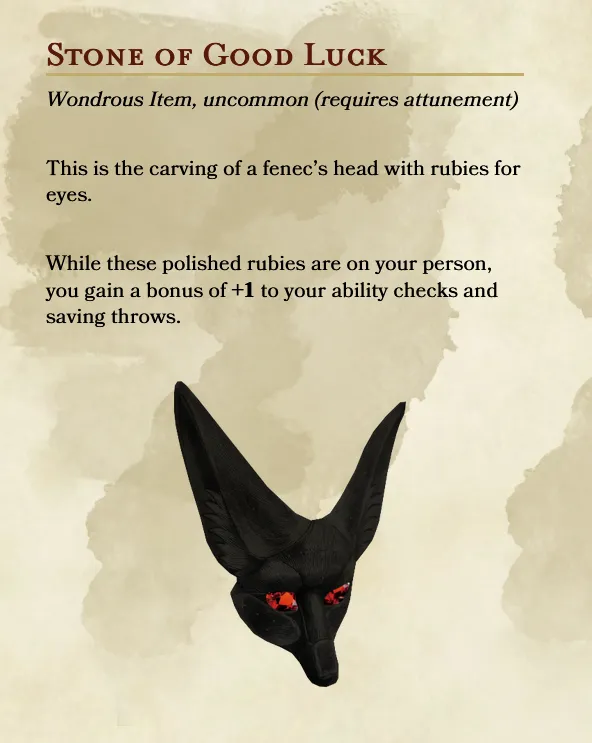 Stone of Good Luck
Wondrous Item, uncommon (requires attunement)
This is the carving of a fenec's head with rubies for
eyes.
While these polished rubies are on your person,
you gain a bonus of +1 to your ability checks and
saving throws.